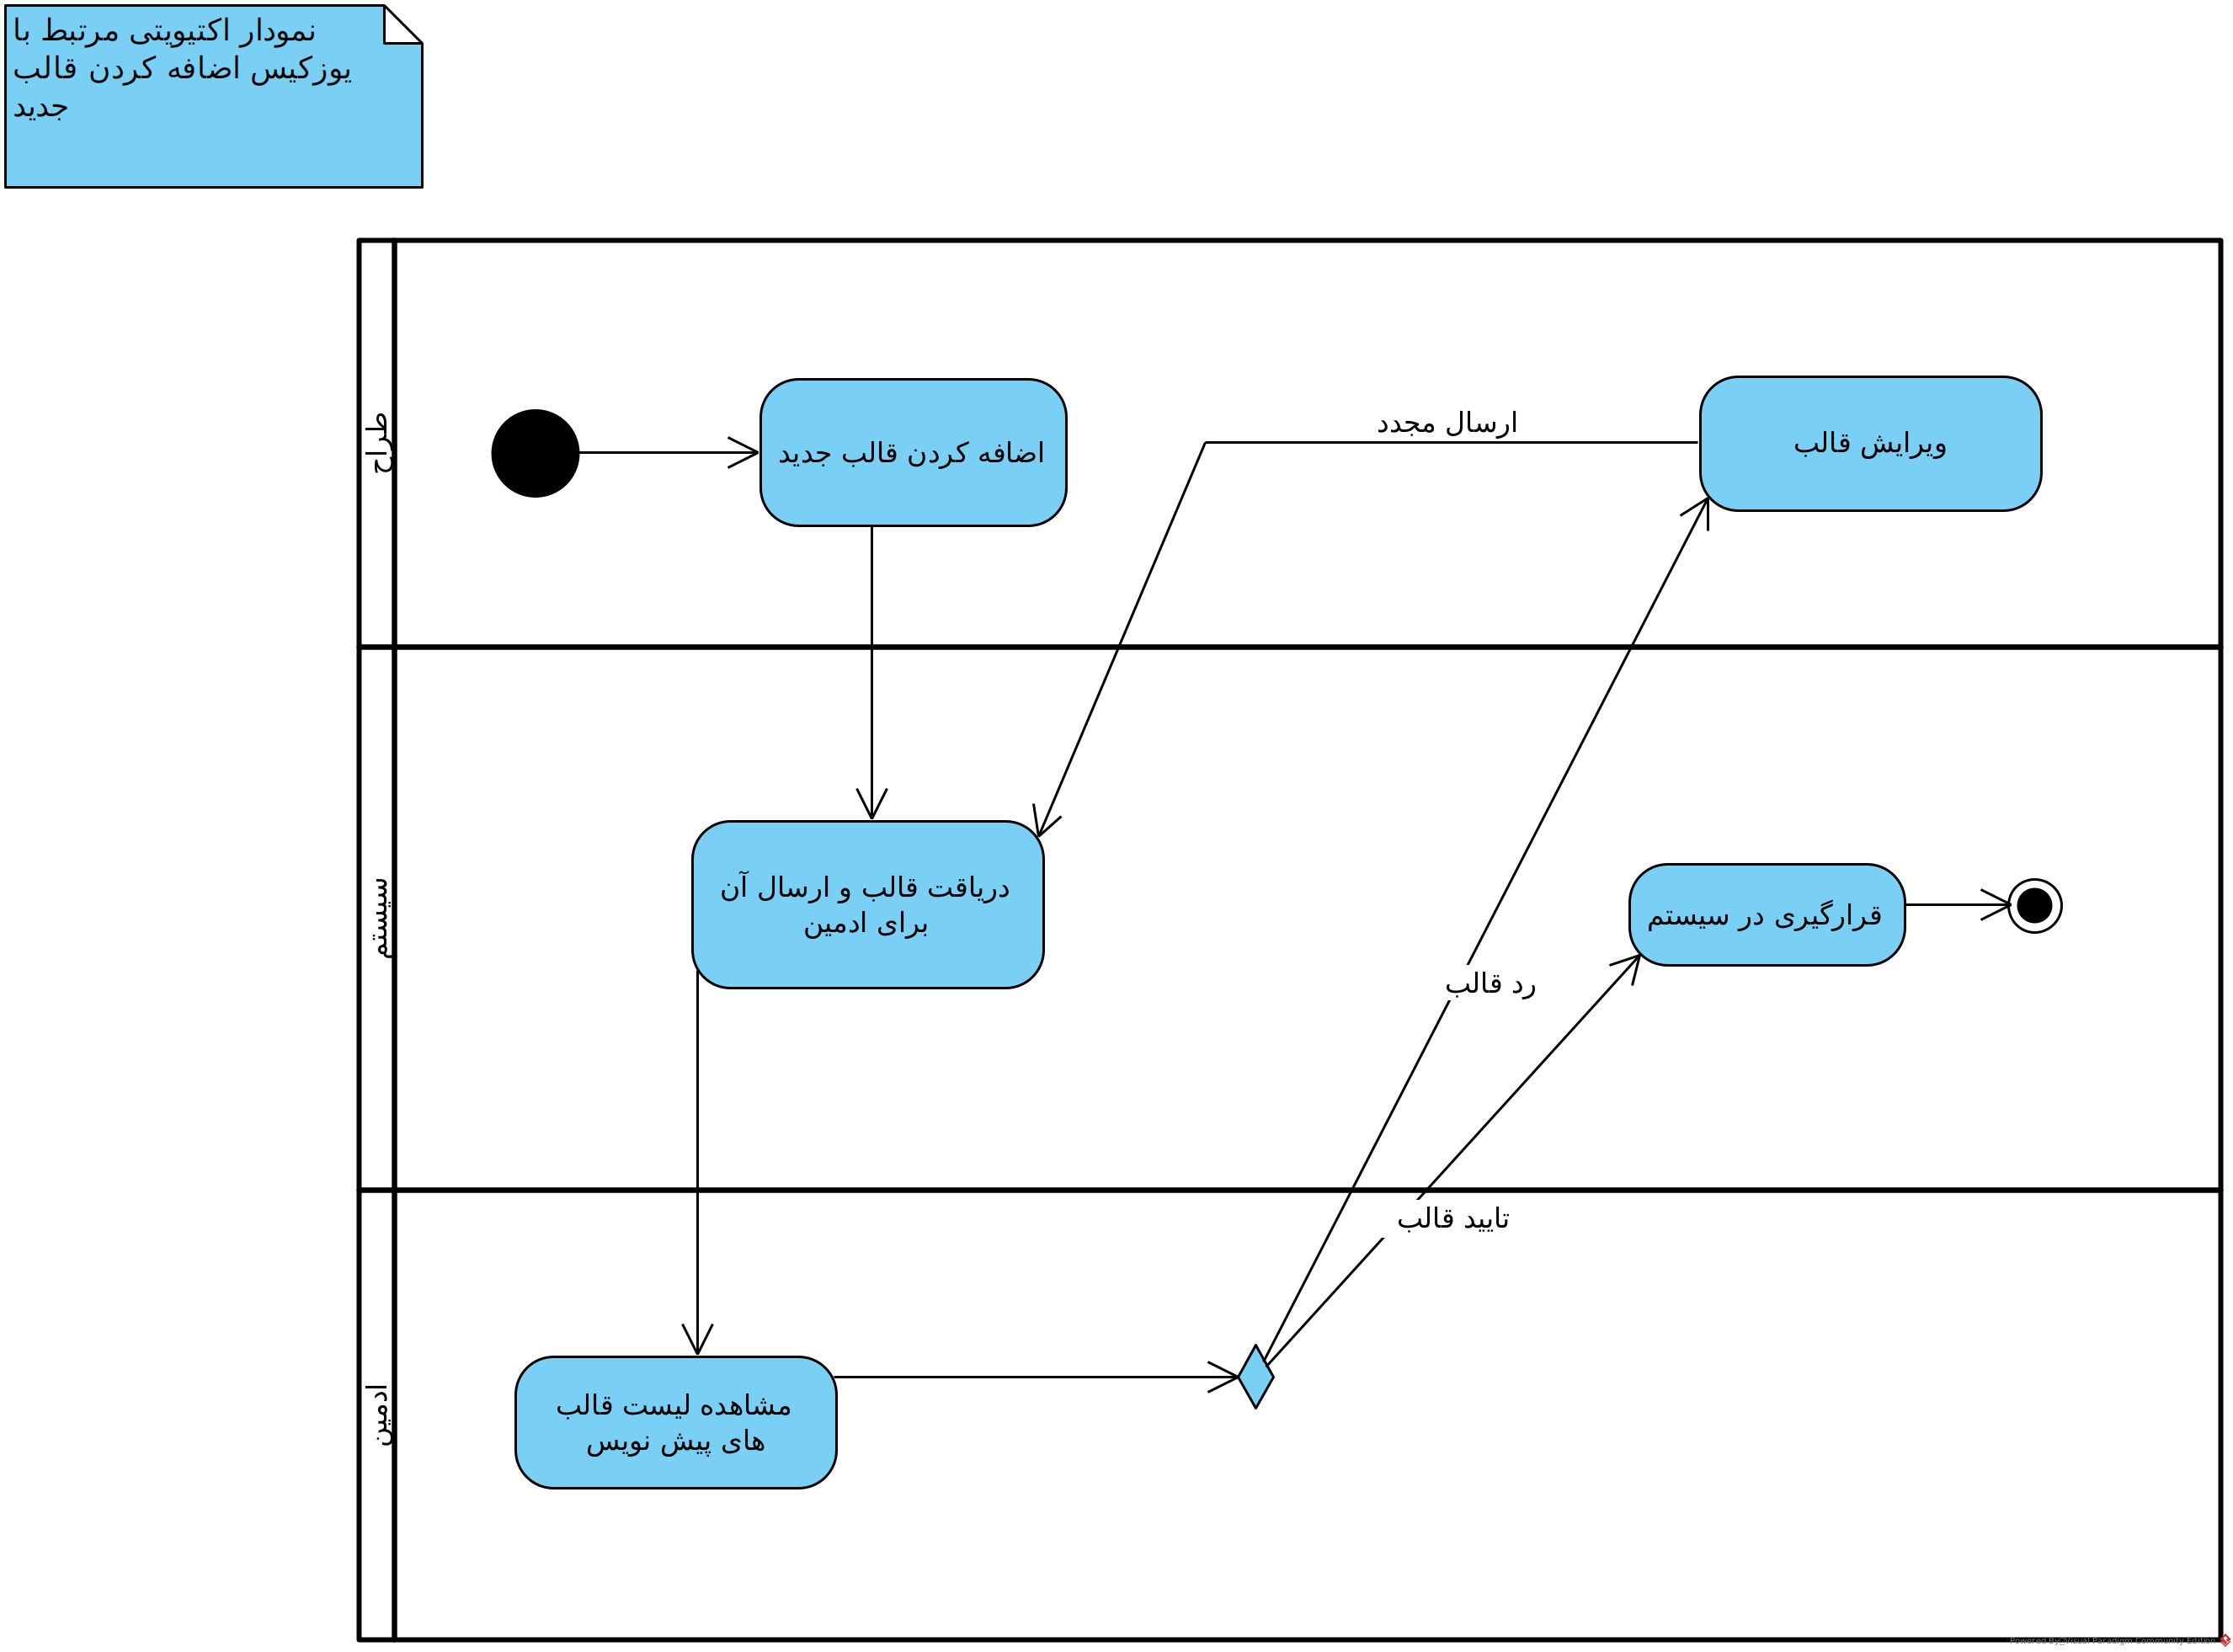 نمودار اکتیویتی مرتبط با
یوزکیس اضافه کردن قالب
جدید
طراح
اضافه کردن قالب جدید
ارسال مجدد
ویرایش قالب
سیستم
دریاقت قالب و ارسال آن
برای ادمین
قرارگیری در سیستم
رد قالب
تایید قالب
ادمین
مشاهده لیست قالب
های پیش نویس
Powered By Visual Paradigm Community Edition